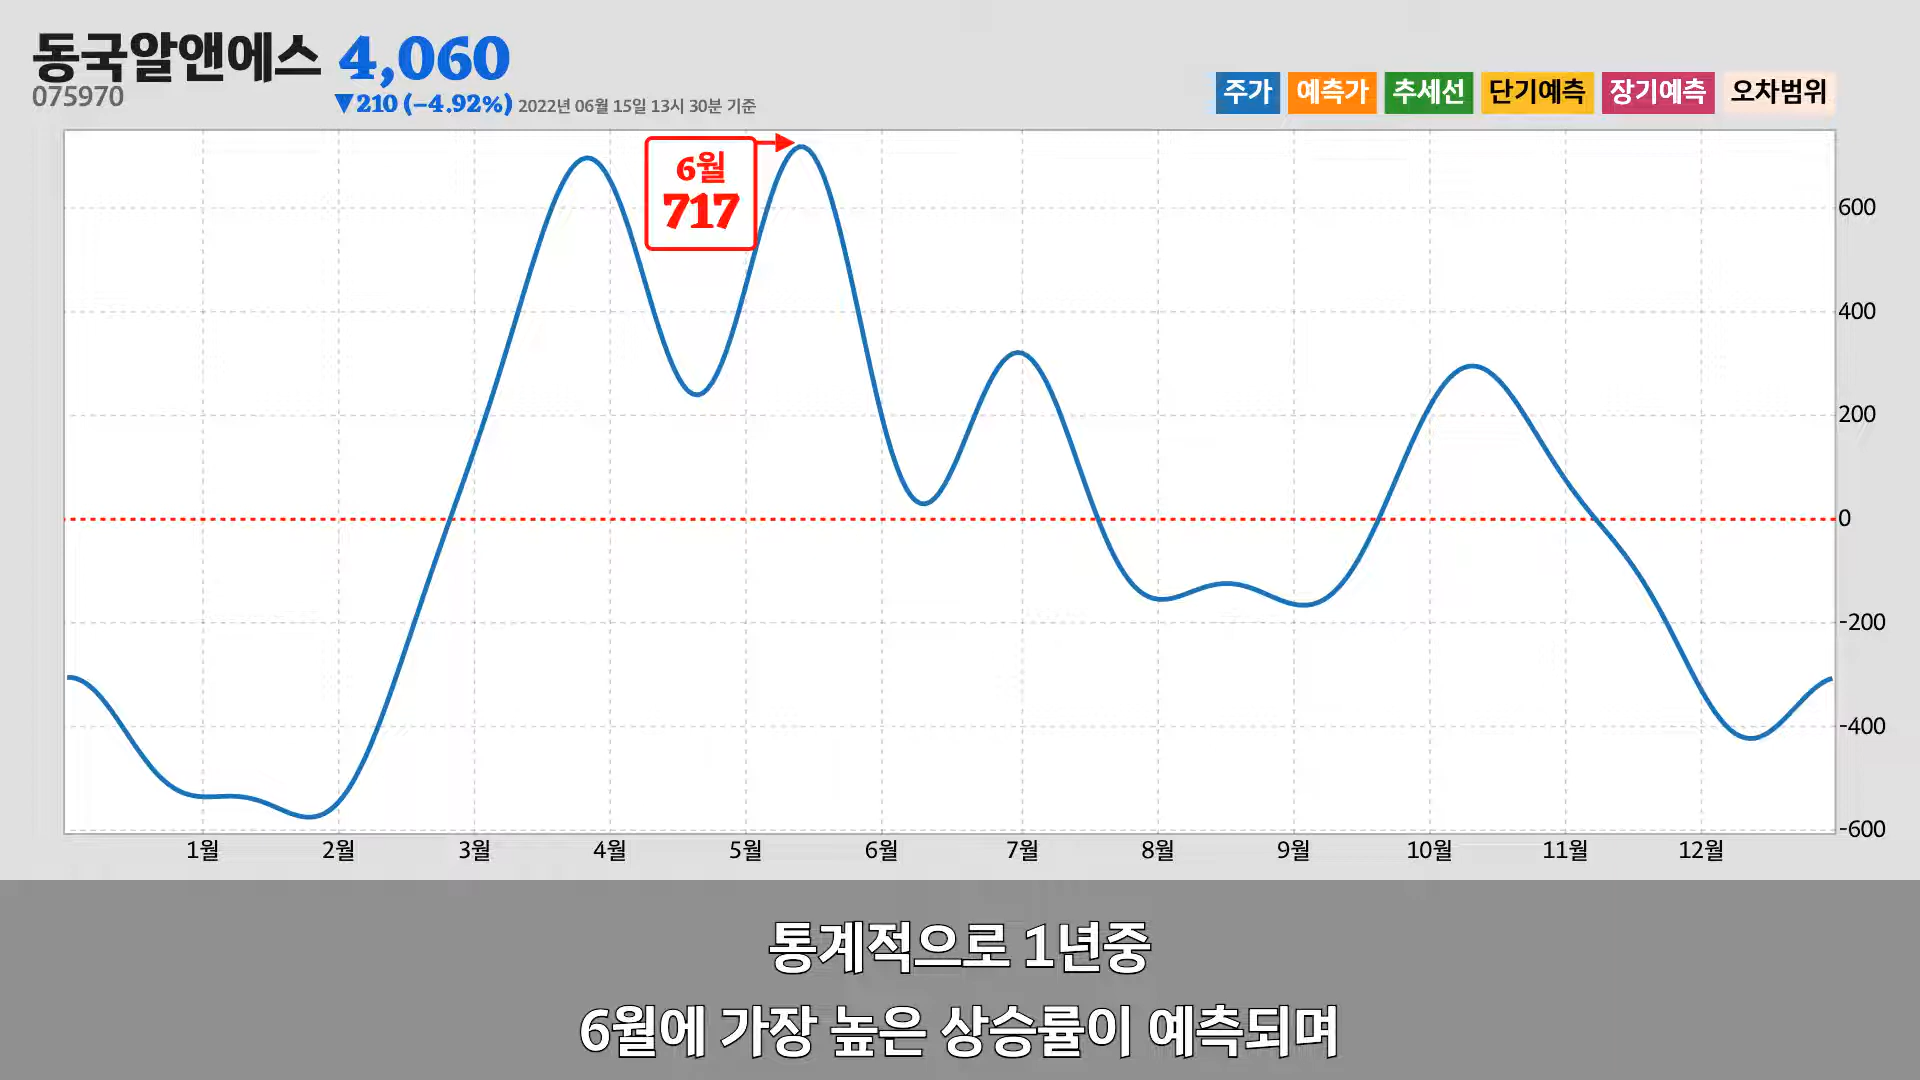 동국알앤에스 4,060
075970
▼210 (−4.92%) 2022년 06월 15일 13시 30분 기준
주가 예측가 추세선 단기예측 장기예측 오차범위
6월
717
600
400
200
0
-200
-400
-600
1월 2월 3월 4월 5월 6월 7월 8월 9월 10월 11월 12월
통계적으로 1년중
6월에 가장 높은 상승률이 예측되며